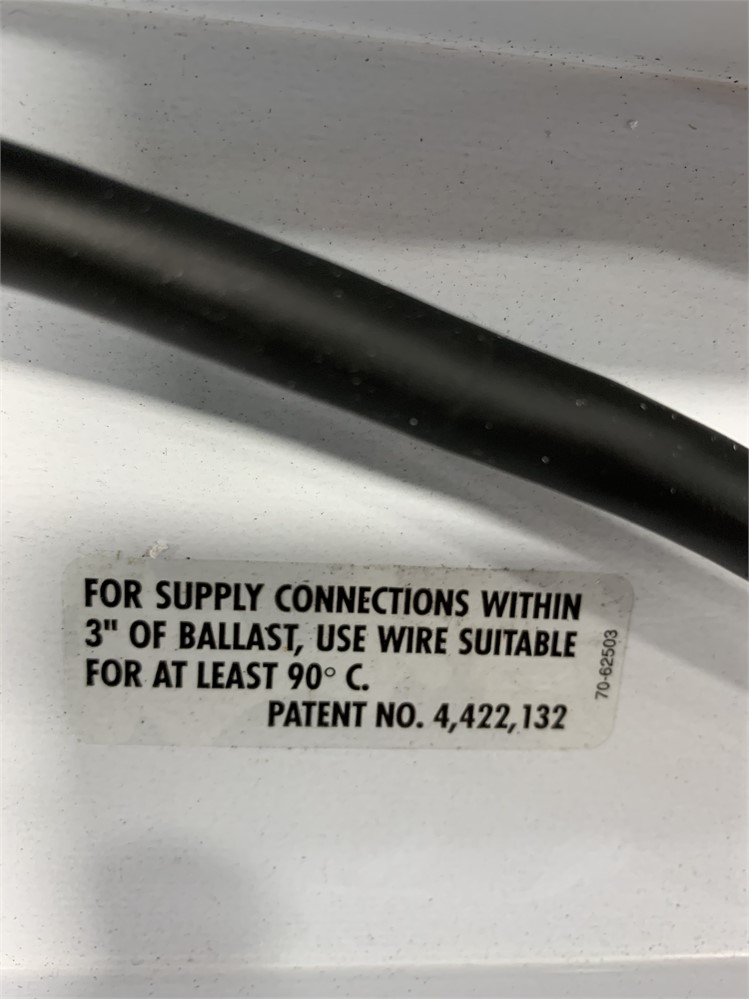 FOR SUPPLY CONNECTIONS WITHIN
3" OF BALLAST, USE WIRE SUITABLE
FOR AT LEAST 90° C.
PATENT NO. 4,422,132
70-62503